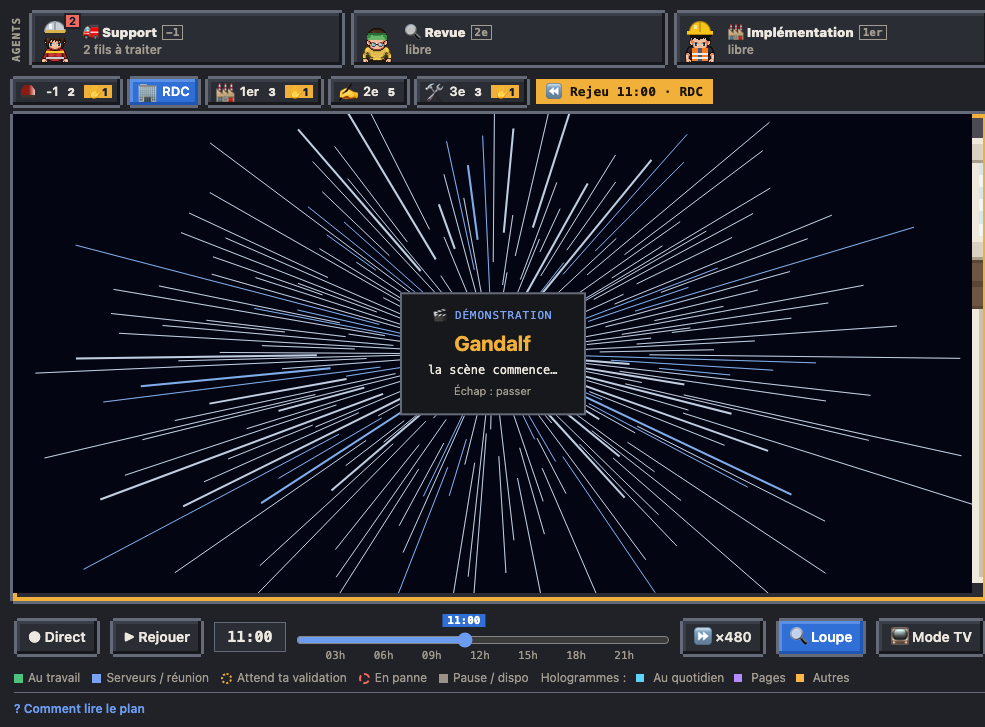 AGENTS
2
Support -1
2 fils à traiter
Revue 2e
libre
Implémentation 1er
libre
-1 2 1
RDC
1er 3 1
2e 5
3e 3 1
Rejeu 11:00 · RDC
DÉMONSTRATION
Gandalf
la scène commence…
Échap : passer
11:00
Direct
Rejouer
11:00
×480
Loupe
Mode TV
03h 06h 09h 12h 15h 18h 21h
Au travail Serveurs / réunion Attend ta validation En panne Pause / dispo Hologrammes : Au quotidien Pages Autres
? Comment lire le plan